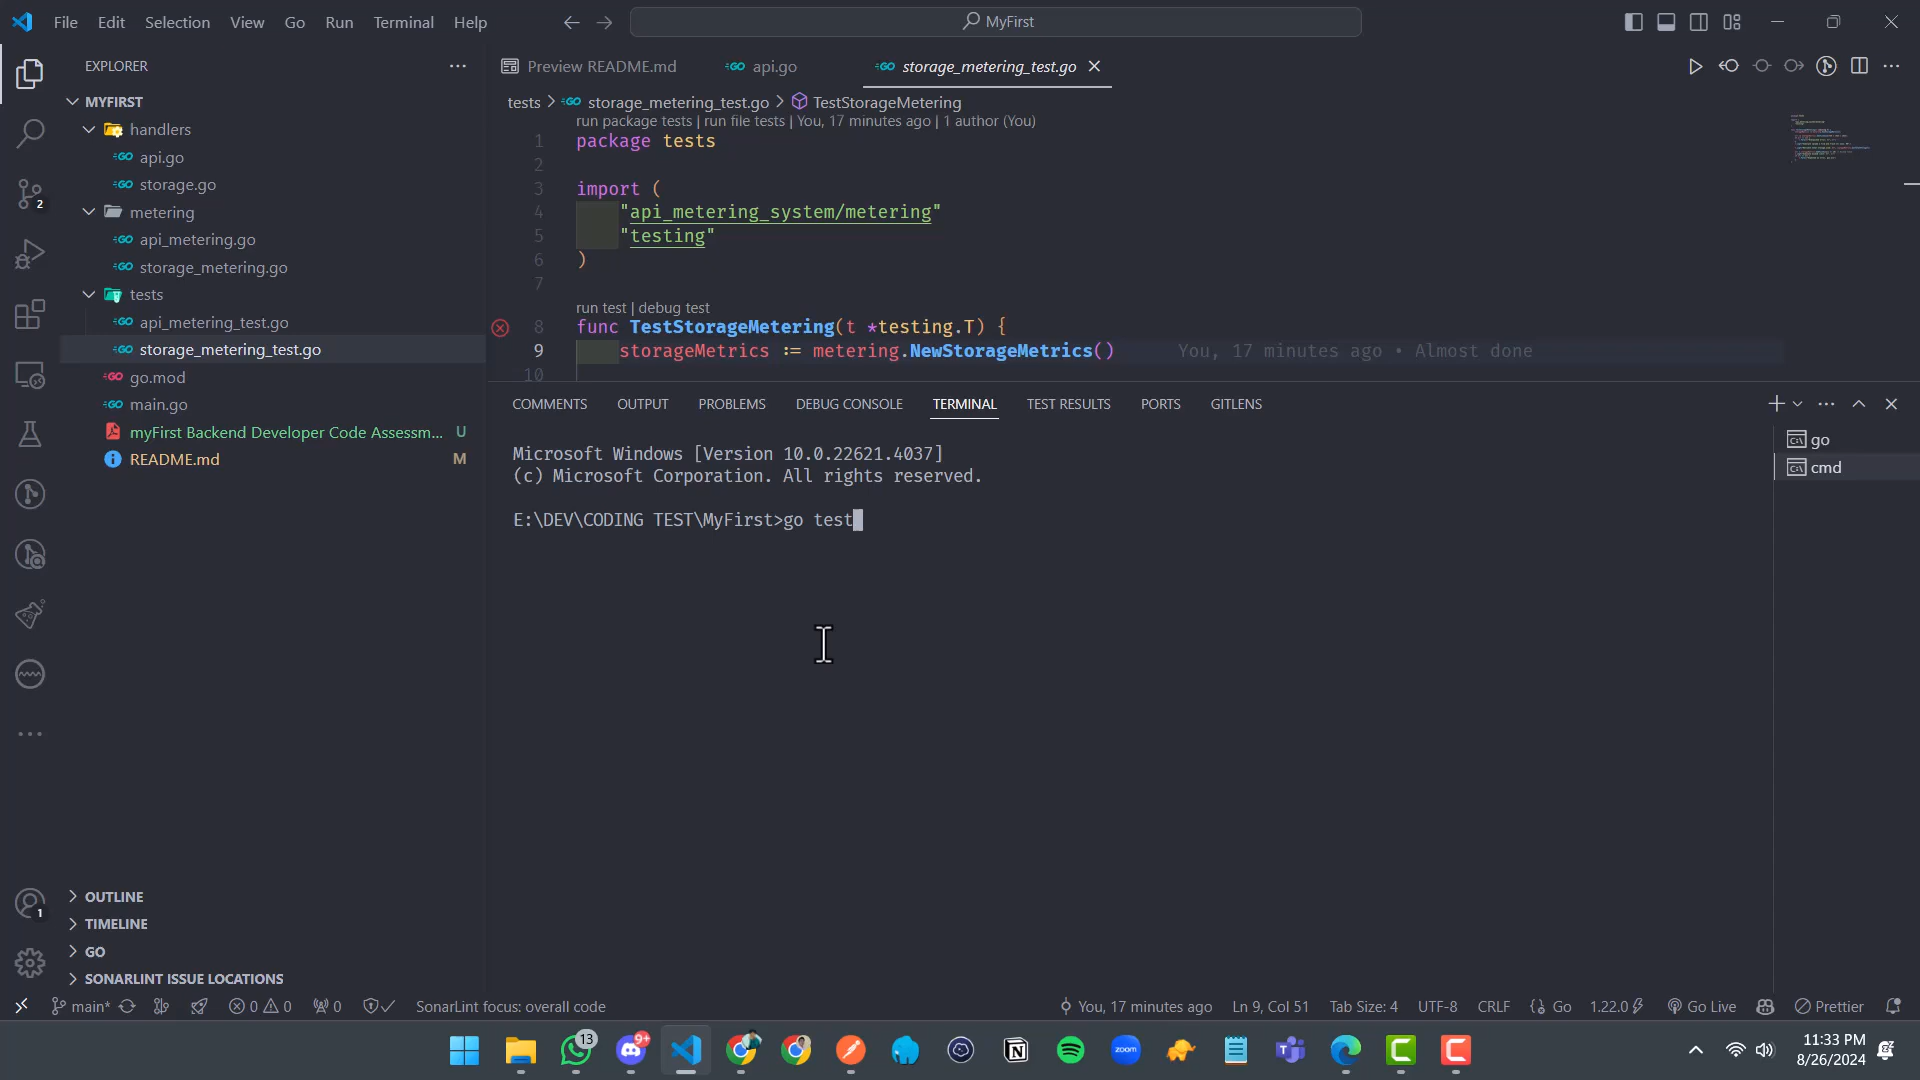 File Edit Selection View Go Run Terminal Help
MyFirst
EXPLORER
MYFIRST
handlers
api.go
storage.go
metering
api_metering.go
storage_metering.go
tests
api_metering_test.go
storage_metering_test.go
go.mod
main.go
myFirst Backend Developer Code Assessm... U
README.md M
2
1
OUTLINE
TIMELINE
GO
SONARLINT ISSUE LOCATIONS
Preview README.md
api.go
storage_metering_test.go
tests > storage_metering_test.go > TestStorageMetering
run package tests | run file tests | You, 17 minutes ago | 1 author (You)
1 package tests
2
3 import (
4 "api_metering_system/metering"
5 "testing"
6 )
7
run test | debug test
8 func TestStorageMetering(t *testing.T) {
9 storageMetrics := metering.NewStorageMetrics() You, 17 minutes ago • Almost done
10
COMMENTS OUTPUT PROBLEMS DEBUG CONSOLE TERMINAL TEST RESULTS PORTS GITLENS
go
cmd
Microsoft Windows [Version 10.0.22621.4037]
(c) Microsoft Corporation. All rights reserved.
E:\DEV\CODING TEST\MyFirst>go test
main* 0 0 0 SonarLint focus: overall code You, 17 minutes ago Ln 9, Col 51 Tab Size: 4 UTF-8 CRLF {} Go 1.22.0 Go Live Prettier
13
9+
zoom
11:33 PM
8/26/2024